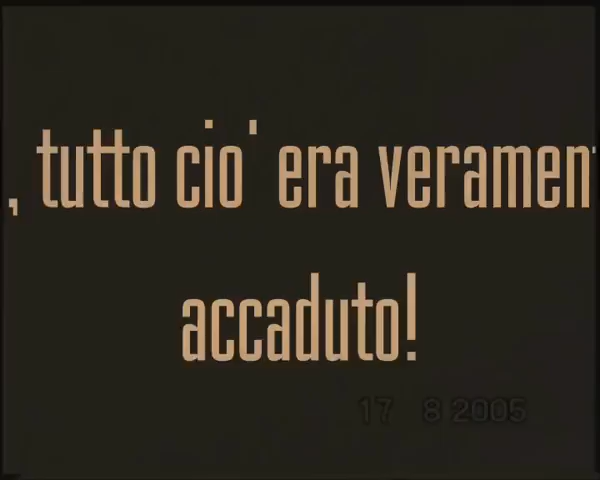 , tutto cio' era veramen
accaduto!
17 8 2005